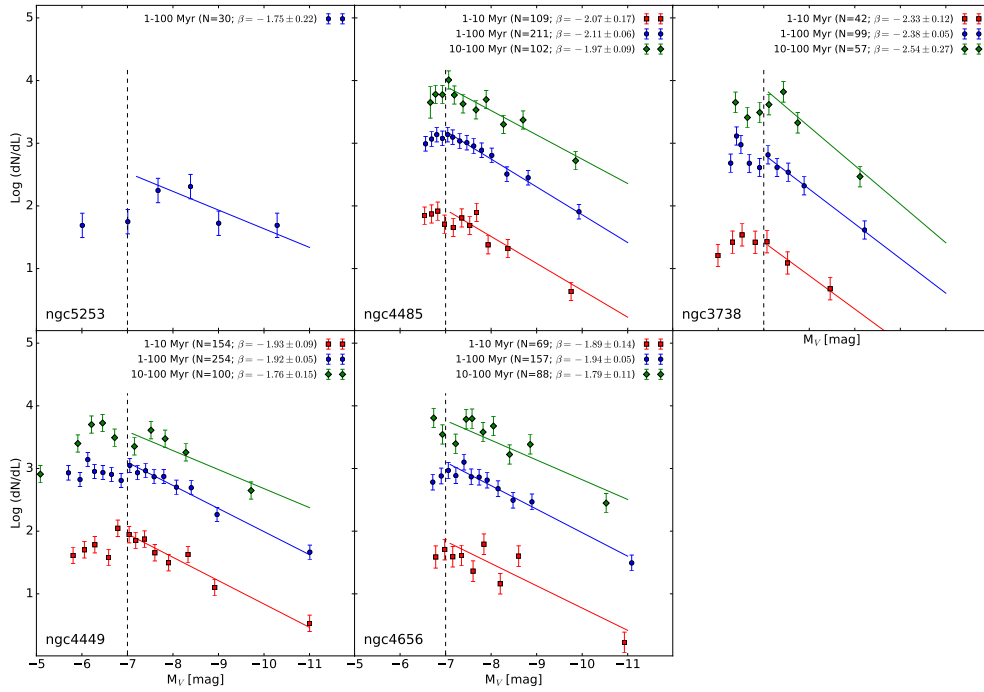 1-100 Myr (N=30; β = −1.75 ± 0.22)
1-10 Myr (N=109; β = −2.07 ± 0.17)
1-100 Myr (N=211; β = −2.11 ± 0.06)
10-100 Myr (N=102; β = −1.97 ± 0.09)
1-10 Myr (N=42; β = −2.33 ± 0.12)
1-100 Myr (N=99; β = −2.38 ± 0.05)
10-100 Myr (N=57; β = −2.54 ± 0.27)
5
4
3
2
1
Log (dN/dL)
ngc5253
ngc4485
ngc3738
M_V [mag]
1-10 Myr (N=154; β = −1.93 ± 0.09)
1-100 Myr (N=254; β = −1.92 ± 0.05)
10-100 Myr (N=100; β = −1.76 ± 0.15)
1-10 Myr (N=69; β = −1.89 ± 0.14)
1-100 Myr (N=157; β = −1.94 ± 0.05)
10-100 Myr (N=88; β = −1.79 ± 0.11)
5
4
3
2
1
Log (dN/dL)
ngc4449
ngc4656
−5 −6 −7 −8 −9 −10 −11
−5 −6 −7 −8 −9 −10 −11
M_V [mag]
M_V [mag]